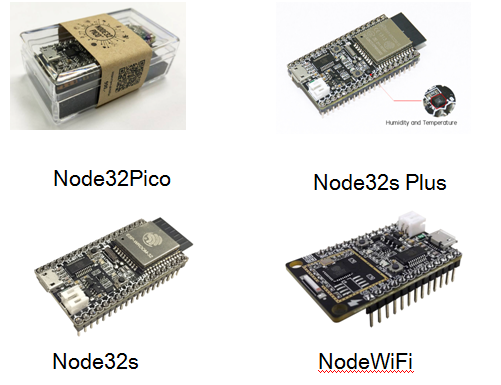 Humidity and Temperature
Node32Pico
Node32s Plus
Node32s
NodeWiFi